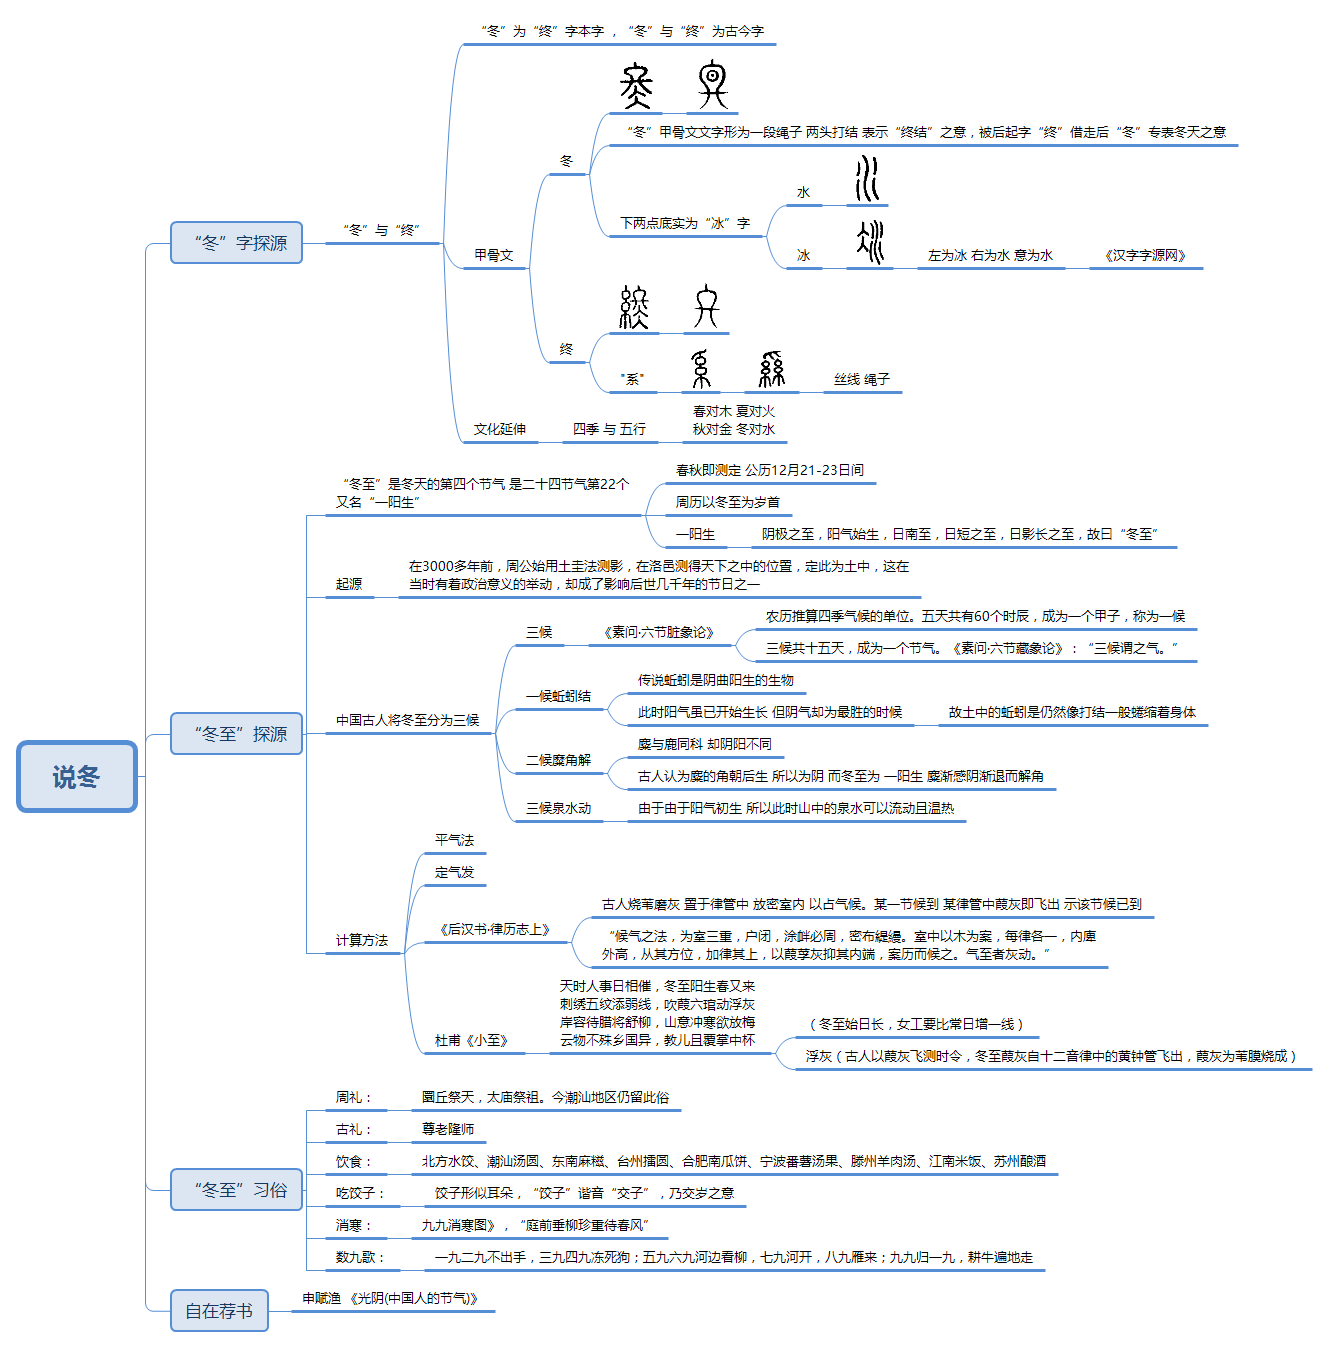 说冬
“冬”字探源
“冬”与“终”
“冬”为“终”字本字 ，“冬”与“终”为古今字
甲骨文
冬
“冬”甲骨文文字形为一段绳子 两头打结 表示“终结”之意，被后起字“终”借走后“冬”专表冬天之意
下两点底实为“冰”字
水
冰
左为冰 右为水 意为水
《汉字字源网》
终
"系"
丝线 绳子
文化延伸
四季 与 五行
春对木 夏对火
秋对金 冬对水
“冬至”探源
“冬至”是冬天的第四个节气 是二十四节气第22个
又名“一阳生”
春秋即测定 公历12月21-23日间
周历以冬至为岁首
一阳生
阴极之至，阳气始生，日南至，日短之至，日影长之至，故曰“冬至”
起源
在3000多年前，周公始用土圭法测影，在洛邑测得天下之中的位置，定此为土中，这在
当时有着政治意义的举动，却成了影响后世几千年的节日之一
中国古人将冬至分为三候
三候
《素问·六节脏象论》
农历推算四季气候的单位。五天共有60个时辰，成为一个甲子，称为一候
三候共十五天，成为一个节气。《素问·六节藏象论》：“三候谓之气。”
一候蚯蚓结
传说蚯蚓是阴曲阳生的生物
此时阳气虽已开始生长 但阴气却为最胜的时候
故土中的蚯蚓是仍然像打结一般蜷缩着身体
二候糜角解
麋与鹿同科 却阴阳不同
古人认为麋的角朝后生 所以为阴 而冬至为 一阳生 麋渐感阴渐退而解角
三候泉水动
由于由于阳气初生 所以此时山中的泉水可以流动且温热
计算方法
平气法
定气发
《后汉书·律历志上》
古人烧苇磨灰 置于律管中 放密室内 以占气候。某一节候到 某律管中葭灰即飞出 示该节候已到
“候气之法，为室三重，户闭，涂衅必周，密布缇缦。室中以木为案，每律各一，内庳
外高，从其方位，加律其上，以葭莩灰抑其内端，案历而候之。气至者灰动。”
杜甫《小至》
天时人事日相催，冬至阳生春又来
刺绣五纹添弱线，吹葭六琯动浮灰
岸容待腊将舒柳，山意冲寒欲放梅
云物不殊乡国异，教儿且覆掌中杯
（冬至始日长，女工要比常日增一线）
浮灰（古人以葭灰飞测时令，冬至葭灰自十二音律中的黄钟管飞出，葭灰为苇膜烧成）
“冬至”习俗
周礼：
圜丘祭天，太庙祭祖。今潮汕地区仍留此俗
古礼：
尊老隆师
饮食：
北方水饺、潮汕汤圆、东南麻糍、台州擂圆、合肥南瓜饼、宁波番薯汤果、滕州羊肉汤、江南米饭、苏州酿酒
吃饺子：
饺子形似耳朵，“饺子”谐音“交子”，乃交岁之意
消寒：
九九消寒图》，“庭前垂柳珍重待春风”
数九歌：
一九二九不出手，三九四九冻死狗；五九六九河边看柳，七九河开，八九雁来；九九归一九，耕牛遍地走
自在荐书
申赋渔 《光阴(中国人的节气)》